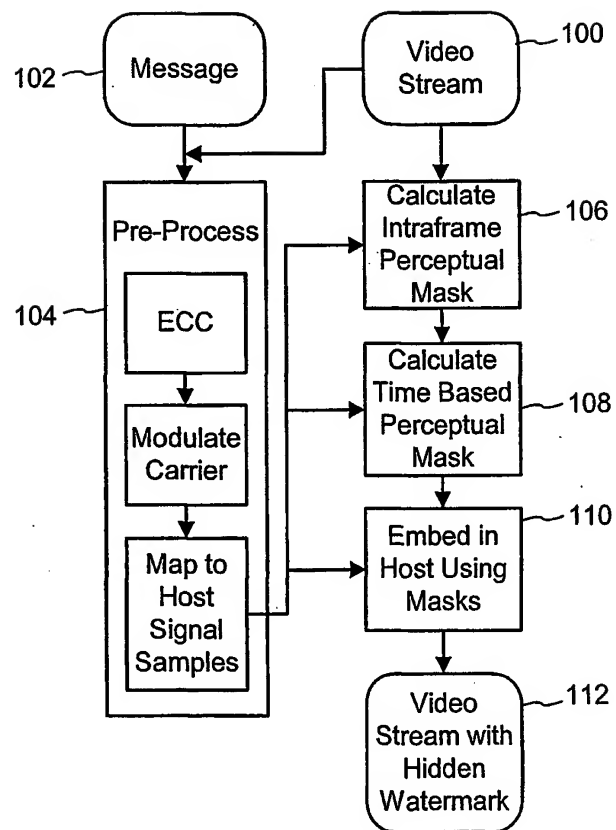 102
Message
Video
Stream
100
Pre-Process
104
ECC
Modulate
Carrier
Map to
Host
Signal
Samples
Calculate
Intraframe
Perceptual
Mask
106
Calculate
Time Based
Perceptual
Mask
108
Embed in
Host Using
Masks
110
Video
Stream with
Hidden
Watermark
112